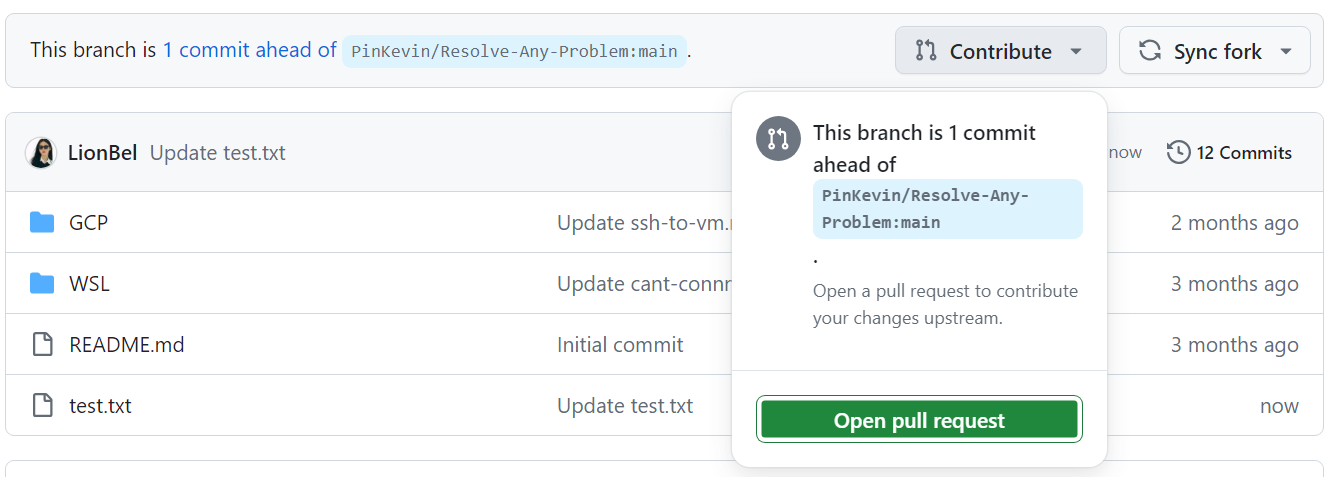 This branch is 1 commit ahead of PinKevin/Resolve-Any-Problem:main .
Contribute
Sync fork
This branch is 1 commit
ahead of
PinKevin/Resolve-Any-
Problem:main
.
Open a pull request to contribute
your changes upstream.
Open pull request
LionBel Update test.txt now 12 Commits
GCP Update ssh-to-vm. 2 months ago
WSL Update cant-conn 3 months ago
README.md Initial commit 3 months ago
test.txt Update test.txt now